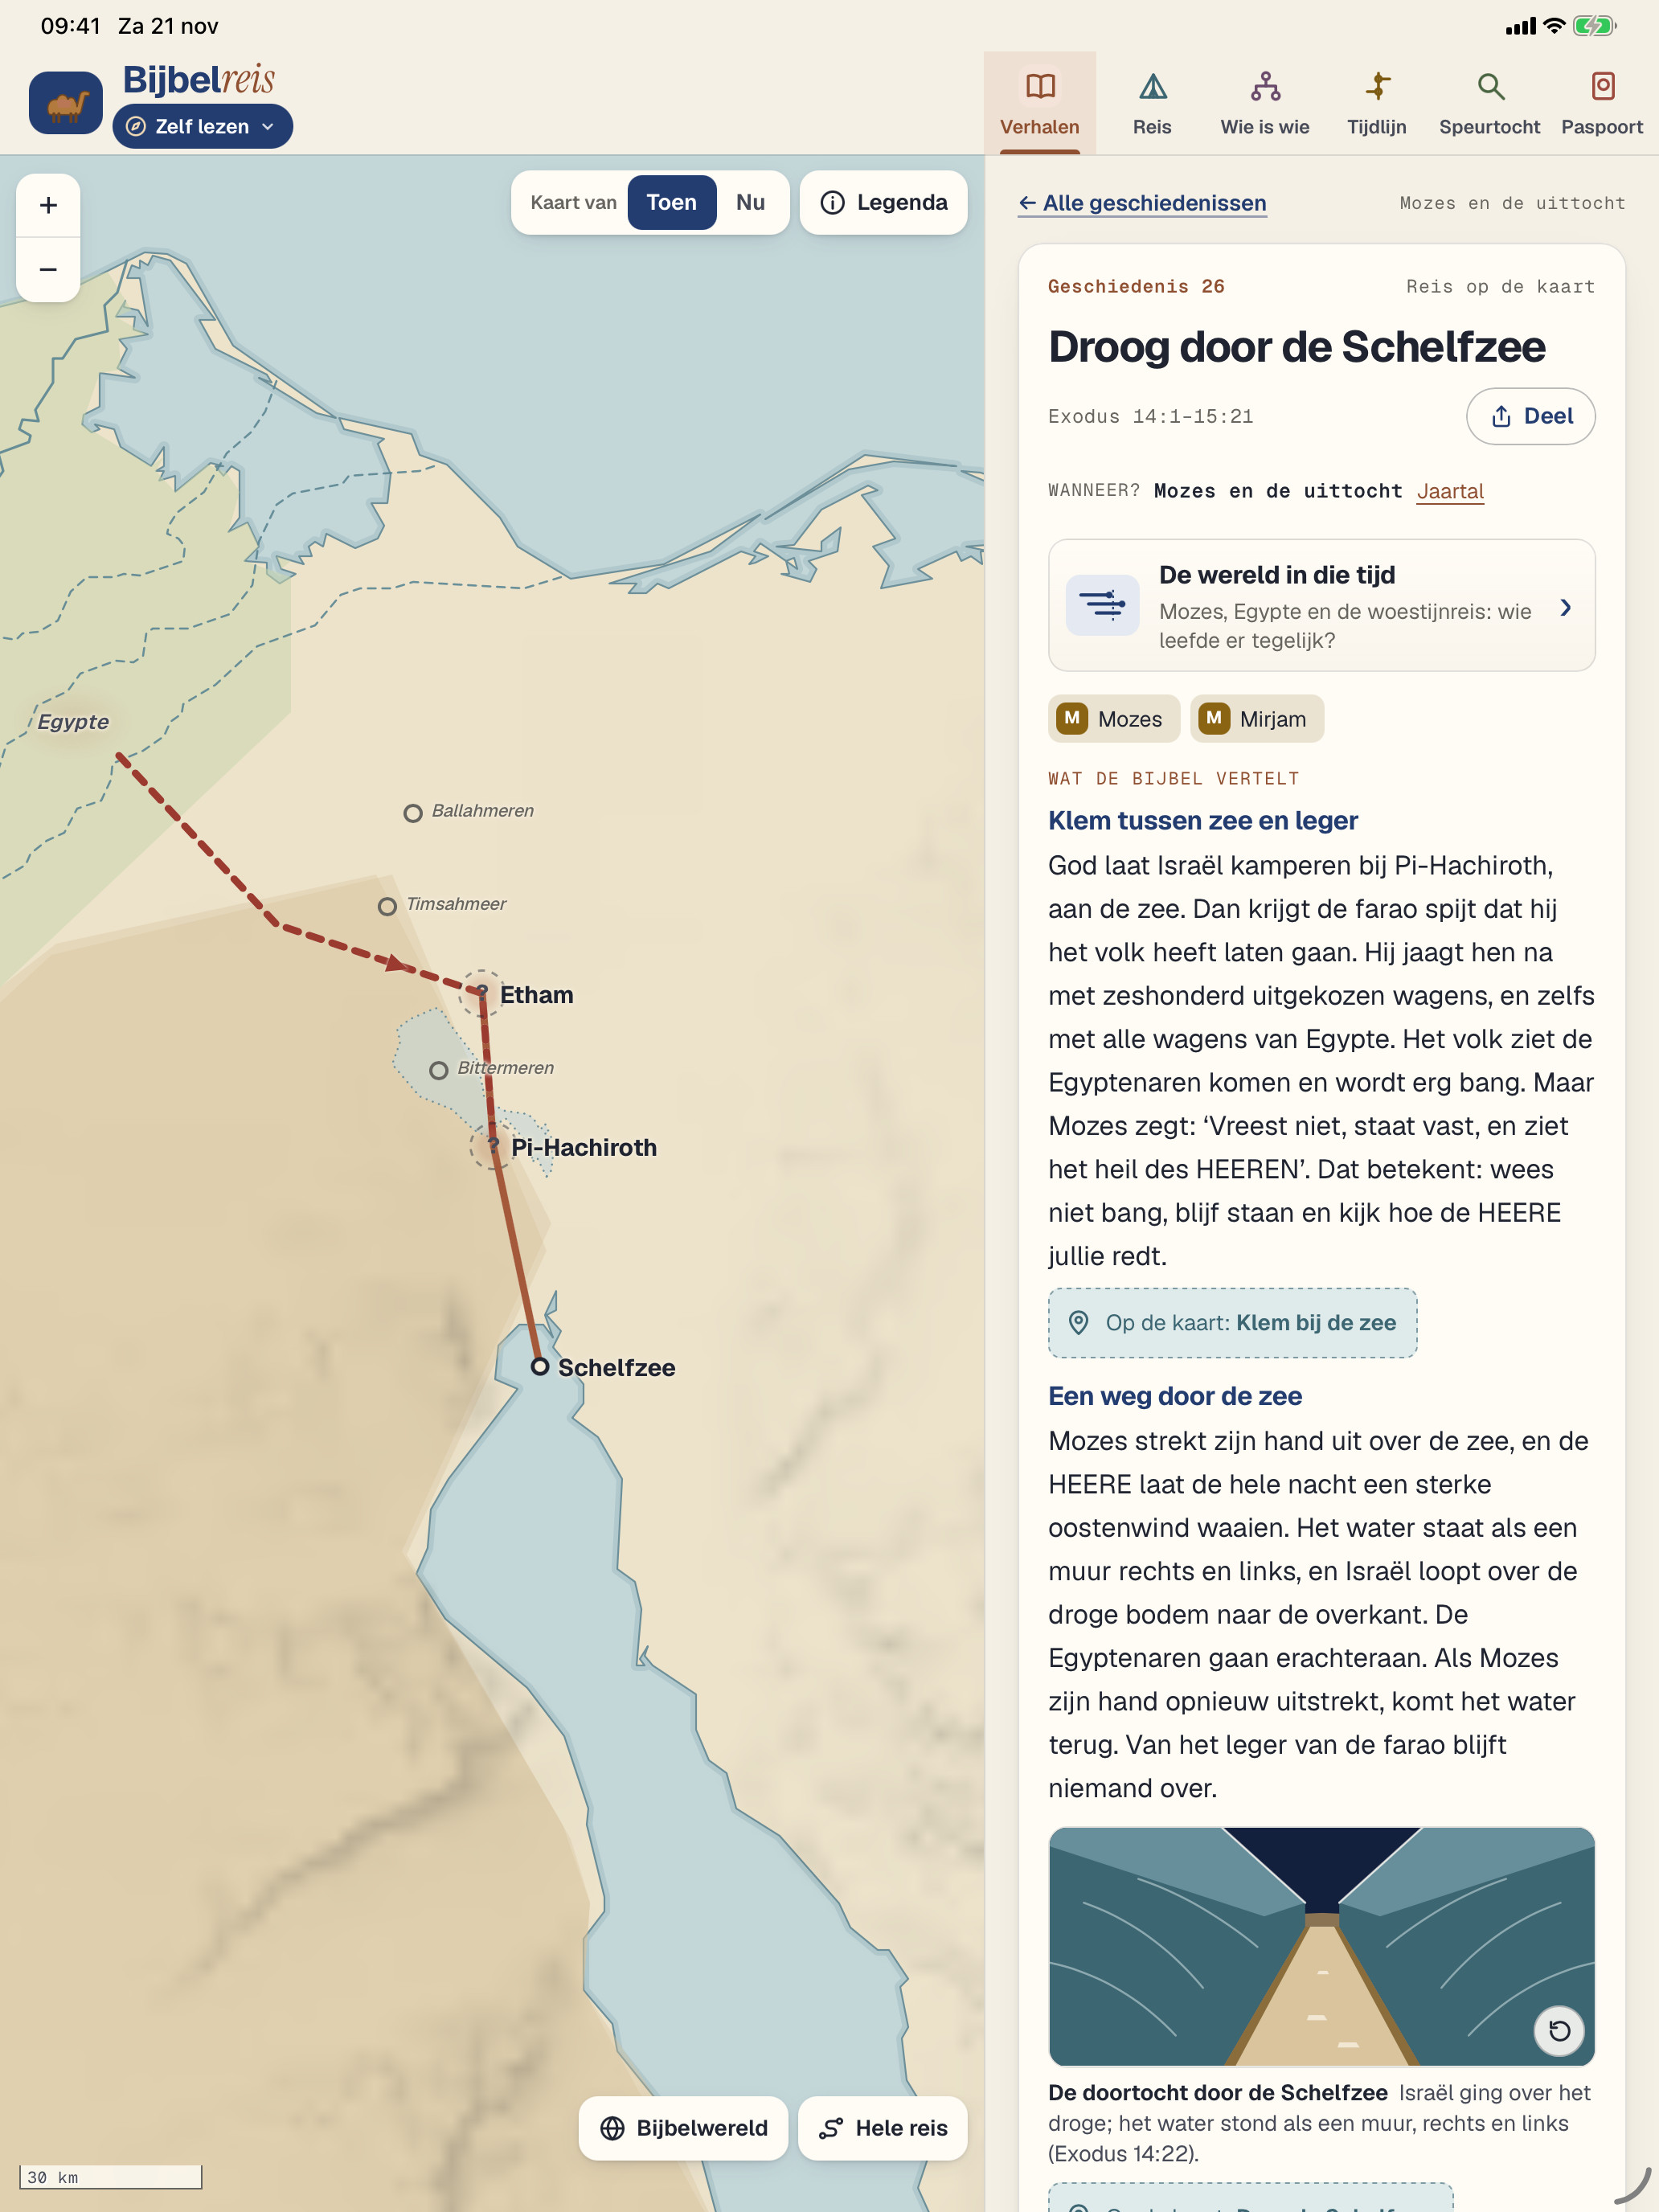 09:41 Za 21 nov
Bijbelreis
Zelf lezen
Verhalen
Reis
Wie is wie
Tijdlijn
Speurtocht
Paspoort
+
−
Kaart van Toen Nu
Legenda
Egypte
Ballahmeren
Timsahmeer
? Etham
Bittermeren
? Pi-Hachiroth
Schelfzee
Bijbelwereld
Hele reis
30 km
← Alle geschiedenissen
Mozes en de uittocht
Geschiedenis 26
Reis op de kaart
Droog door de Schelfzee
Exodus 14:1–15:21
Deel
WANNEER? Mozes en de uittocht Jaartal
De wereld in die tijd
Mozes, Egypte en de woestijnreis: wie
leefde er tegelijk?
M Mozes
M Mirjam
WAT DE BIJBEL VERTELT
Klem tussen zee en leger
God laat Israël kamperen bij Pi-Hachiroth,
aan de zee. Dan krijgt de farao spijt dat hij
het volk heeft laten gaan. Hij jaagt hen na
met zeshonderd uitgekozen wagens, en zelfs
met alle wagens van Egypte. Het volk ziet de
Egyptenaren komen en wordt erg bang. Maar
Mozes zegt: ‘Vreest niet, staat vast, en ziet
het heil des HEEREN’. Dat betekent: wees
niet bang, blijf staan en kijk hoe de HEERE
jullie redt.
Op de kaart: Klem bij de zee
Een weg door de zee
Mozes strekt zijn hand uit over de zee, en de
HEERE laat de hele nacht een sterke
oostenwind waaien. Het water staat als een
muur rechts en links, en Israël loopt over de
droge bodem naar de overkant. De
Egyptenaren gaan erachteraan. Als Mozes
zijn hand opnieuw uitstrekt, komt het water
terug. Van het leger van de farao blijft
niemand over.
De doortocht door de Schelfzee Israël ging over het
droge; het water stond als een muur, rechts en links
(Exodus 14:22).